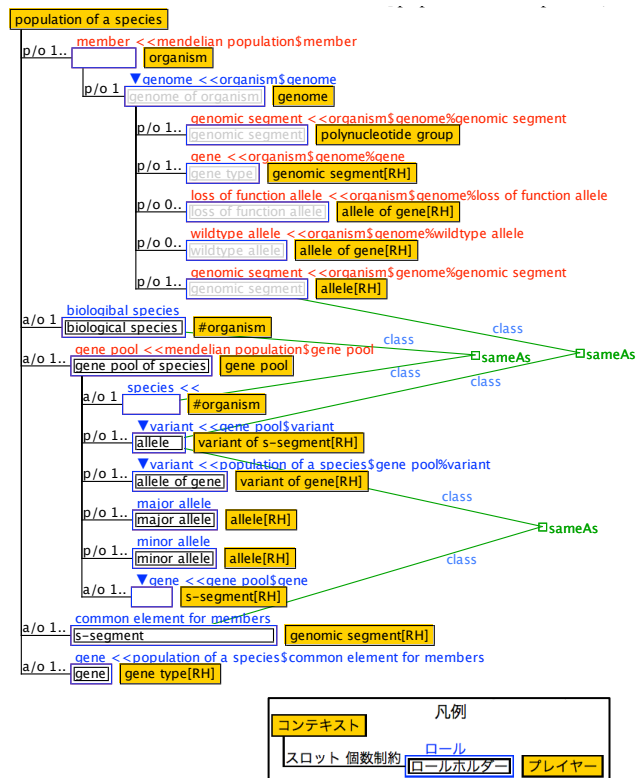 population of a species
member <<mendelian population$member
p/o 1.. organism
▼genome <<organism$genome
p/o 1 genome of organism genome
genomic segment <<organism$genome%genomic segment
p/o 1.. genomic segment polynucleotide group
gene <<organism$genome%gene
p/o 1.. gene type genomic segment[RH]
loss of function allele <<organism$genome%loss of function allele
p/o 0.. loss of function allele allele of gene[RH]
wildtype allele <<organism$genome%wildtype allele
p/o 0.. wildtype allele allele of gene[RH]
genomic segment <<organism$genome%genomic segment
p/o 1.. genomic segment allele[RH]
biologibal species
a/o 1 biological species #organism
class
class
sameAs
sameAs
gene pool <<mendelian population$gene pool
a/o 1.. gene pool of species gene pool
class
class
species <<
a/o 1 #organism
▼variant <<gene pool$variant
p/o 1.. allele variant of s-segment[RH]
▼variant <<population of a species$gene pool%variant
p/o 1.. allele of gene variant of gene[RH]
class
major allele
p/o 1.. major allele allele[RH]
sameAs
minor allele
p/o 1.. minor allele allele[RH]
class
▼gene <<gene pool$gene
a/o 1.. s-segment[RH]
common element for members
a/o 1.. s-segment genomic segment[RH]
gene <<population of a species$common element for members
a/o 1.. gene gene type[RH]
凡例
コンテキスト
ロール
スロット 個数制約 ロールホルダー プレイヤー